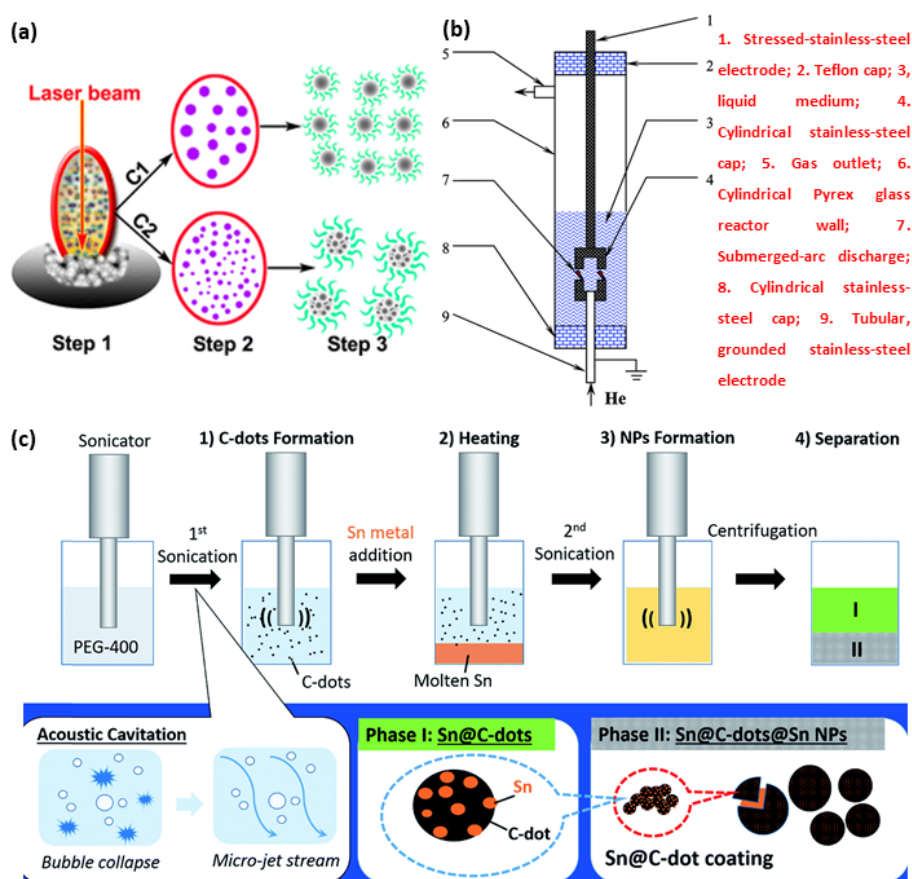 (a)
Laser beam
C1
C2
Step 1
Step 2
Step 3
(b)
1
2
3
4
5
6
7
8
9
He
1. Stressed-stainless-steel
electrode; 2. Teflon cap; 3,
liquid medium; 4.
Cylindrical stainless-steel
cap; 5. Gas outlet; 6.
Cylindrical Pyrex glass
reactor wall; 7.
Submerged-arc discharge;
8. Cylindrical stainless-
steel cap; 9. Tubular,
grounded stainless-steel
electrode
(c)
Sonicator
PEG-400
1st
Sonication
1) C-dots Formation
(( ))
C-dots
Sn metal
addition
2) Heating
Molten Sn
2nd
Sonication
3) NPs Formation
(( ))
Centrifugation
4) Separation
I
II
Acoustic Cavitation
Bubble collapse
Micro-jet stream
Phase I: Sn@C-dots
Sn
C-dot
Phase II: Sn@C-dots@Sn NPs
Sn@C-dot coating